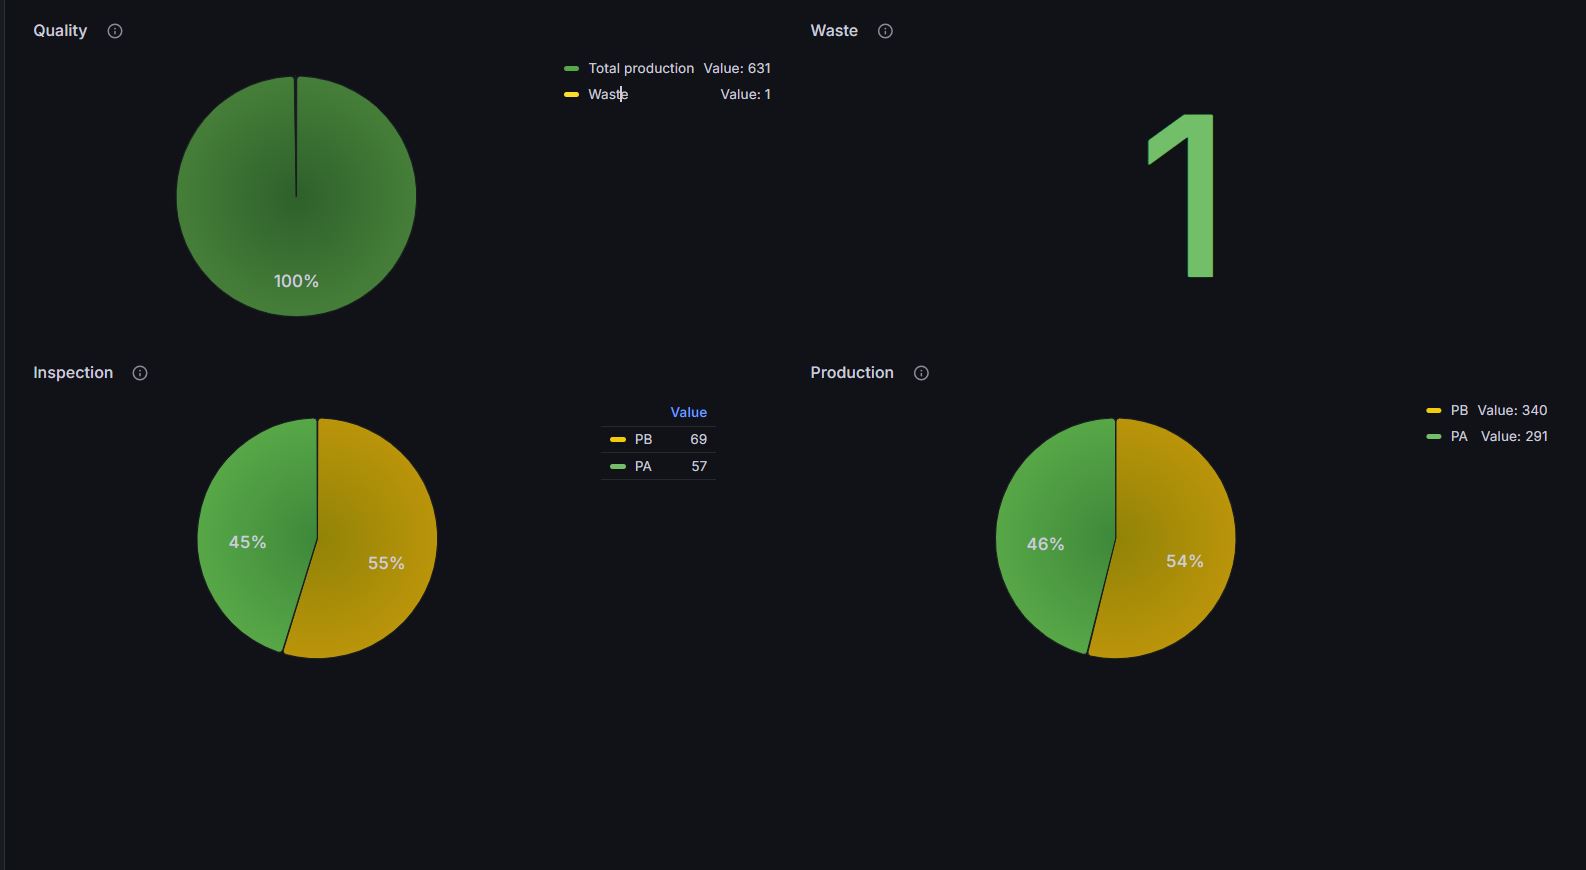 Quality
Total production Value: 631
Waste Value: 1
100%
Waste
1
Inspection
Value
PB 69
PA 57
45%
55%
Production
PB Value: 340
PA Value: 291
46%
54%